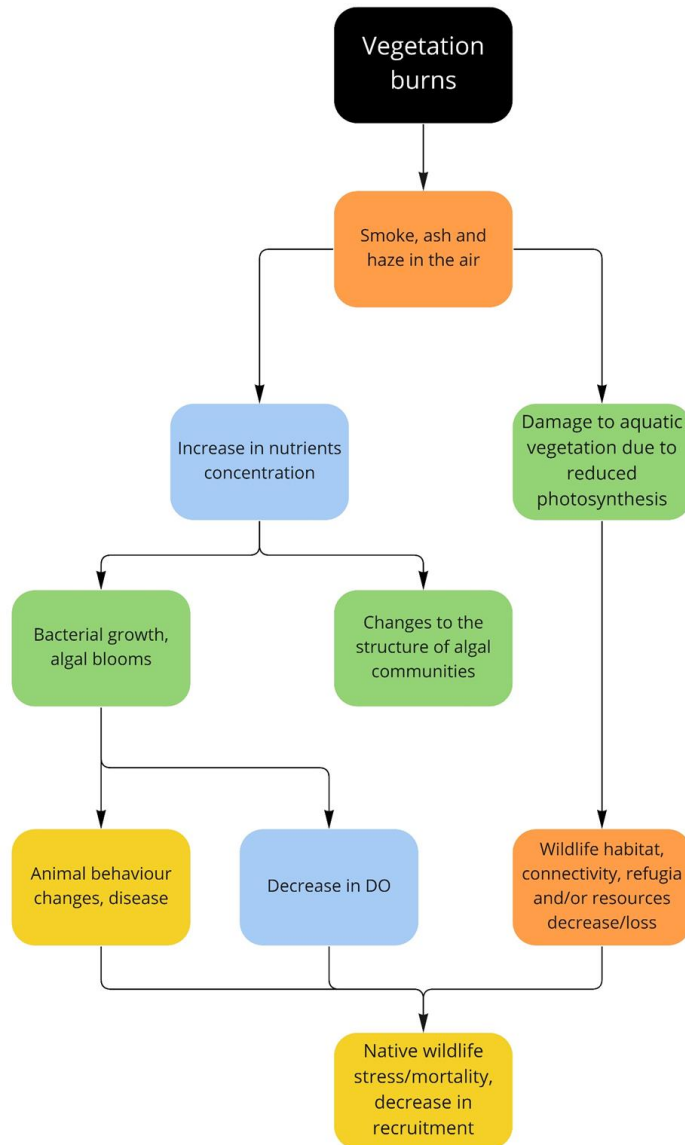 Vegetation
burns
Smoke, ash and
haze in the air
Increase in nutrients
concentration
Damage to aquatic
vegetation due to
reduced
photosynthesis
Bacterial growth,
algal blooms
Changes to the
structure of algal
communities
Animal behaviour
changes, disease
Decrease in DO
Wildlife habitat,
connectivity, refugia
and/or resources
decrease/loss
Native wildlife
stress/mortality,
decrease in
recruitment